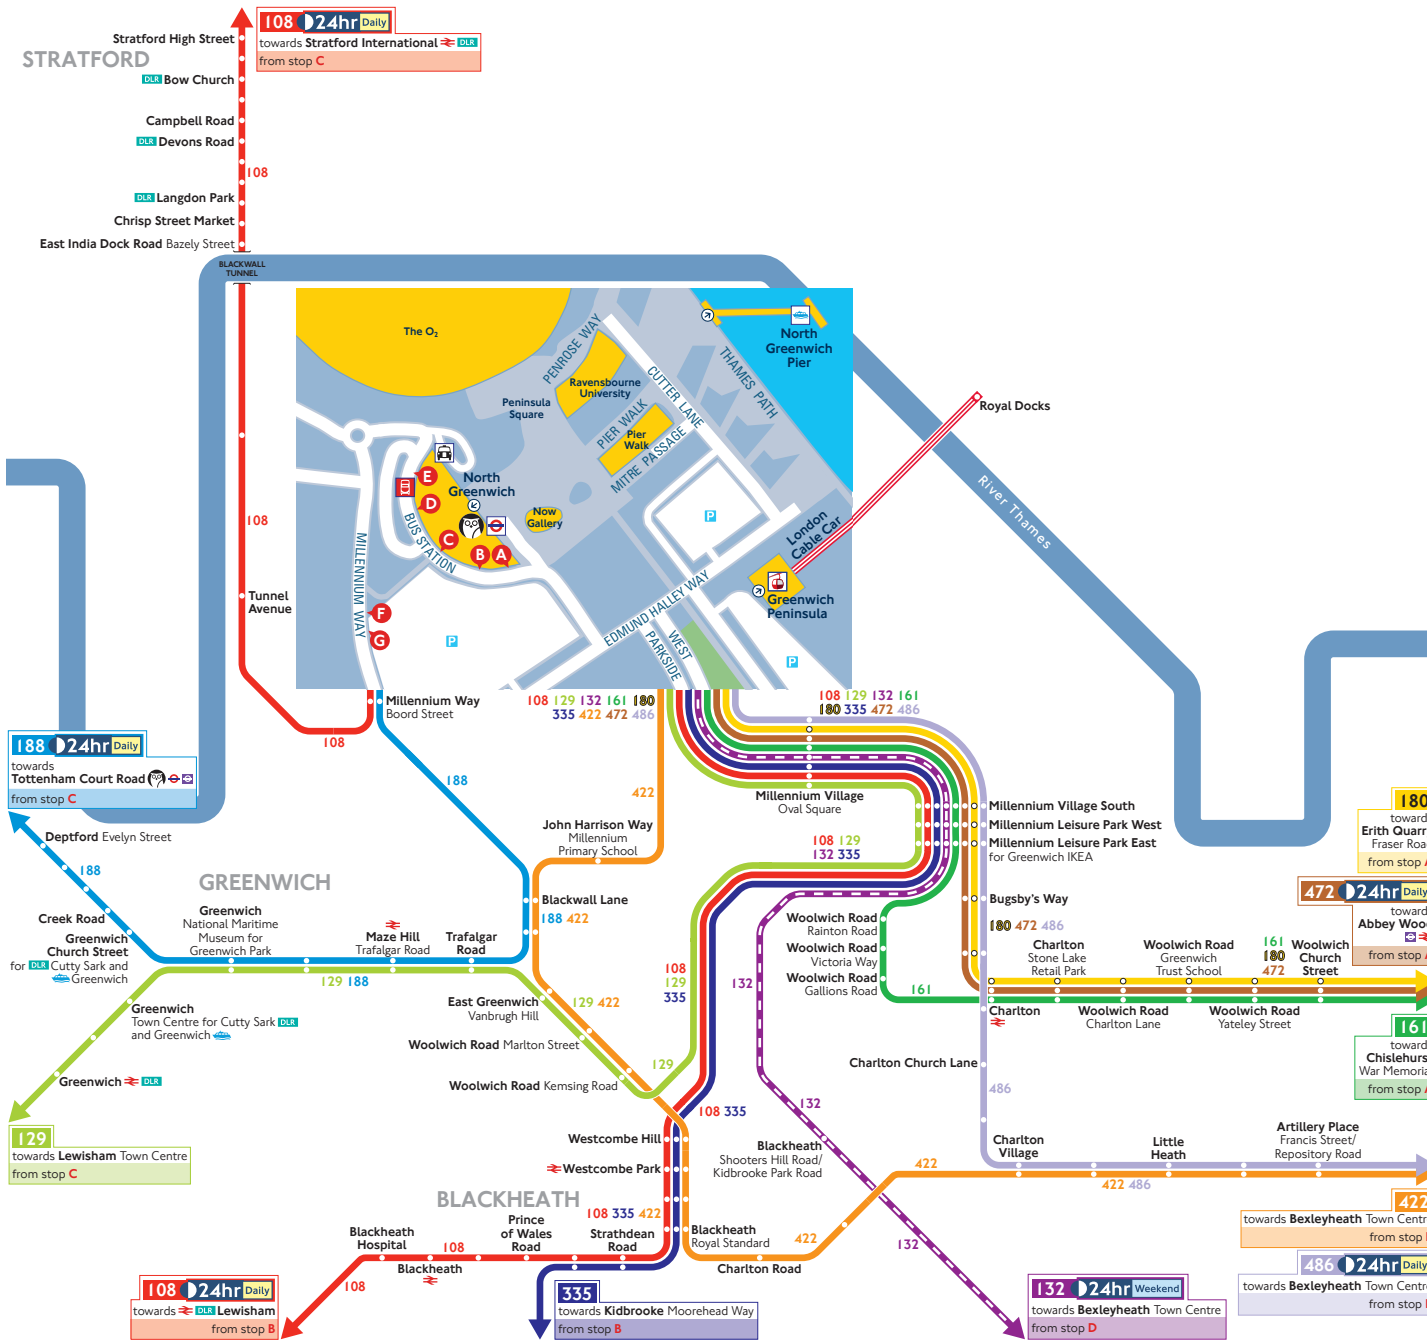 108 24hr Daily
towards Stratford International DLR
from stop C
Stratford High Street
STRATFORD
DLR Bow Church
Campbell Road
DLR Devons Road
108
DLR Langdon Park
Chrisp Street Market
East India Dock Road Bazely Street
BLACKWALL
TUNNEL
The O2
PENROSE WAY
Ravensbourne
University
CUTTER LANE
THAMES PATH
North
Greenwich
Pier
Peninsula
Square
PIER WALK
Pier
Walk
MITRE PASSAGE
Royal Docks
River Thames
North
Greenwich
E
D
C
B
A
F
G
BUS STATION
Now
Gallery
P
London
Cable Car
108
MILLENNIUM WAY
EDMUND HALLEY WAY
Greenwich
Peninsula
Tunnel
Avenue
P
WEST
PARKSIDE
P
Millennium Way
Boord Street
108 129 132 161 180
335 422 472 486
108 129 132 161
180 335 472 486
108
188 24hr Daily
towards
Tottenham Court Road
from stop C
188
422
Millennium Village
Oval Square
Millennium Village South
Millennium Leisure Park West
Millennium Leisure Park East
for Greenwich IKEA
180
toward
Erith Quarr
Fraser Roa
from stop
Deptford Evelyn Street
188
John Harrison Way
Millennium
Primary School
108 129
132 335
GREENWICH
Blackwall Lane
188 422
Bugsby's Way
180 472 486
472 24hr Daily
toward
Abbey Woo
from stop
Creek Road
Greenwich
Church Street
for DLR Cutty Sark and
Greenwich
Greenwich
National Maritime
Museum for
Greenwich Park
Maze Hill
Trafalgar Road
Trafalgar
Road
Woolwich Road
Rainton Road
Woolwich Road
Victoria Way
Woolwich Road
Gallions Road
Charlton
Stone Lake
Retail Park
Woolwich Road
Greenwich
Trust School
161
180
472
Woolwich
Church
Street
129 188
108
129
335
132
161
Charlton
Woolwich Road
Charlton Lane
Woolwich Road
Yateley Street
161
toward
Chislehurs
War Memoria
from stop
Greenwich
Town Centre for Cutty Sark DLR
and Greenwich
East Greenwich
Vanbrugh Hill
129 422
Woolwich Road Marlton Street
Greenwich DLR
Woolwich Road Kemsing Road
129
Charlton Church Lane
486
129
towards Lewisham Town Centre
from stop C
108 335
132
Westcombe Hill
Westcombe Park
Blackheath
Shooters Hill Road/
Kidbrooke Park Road
Charlton
Village
Little
Heath
Artillery Place
Francis Street/
Repository Road
422
422 486
BLACKHEATH
108 335 422
Blackheath
Hospital
108
Prince
of Wales
Road
Strathdean
Road
Blackheath
Royal Standard
422
Charlton Road
132
Blackheath
108
422
towards Bexleyheath Town Centr
from stop
486 24hr Daily
towards Bexleyheath Town Centr
from stop
108 24hr Daily
towards DLR Lewisham
from stop B
335
towards Kidbrooke Moorehead Way
from stop B
132 24hr Weekend
towards Bexleyheath Town Centre
from stop D